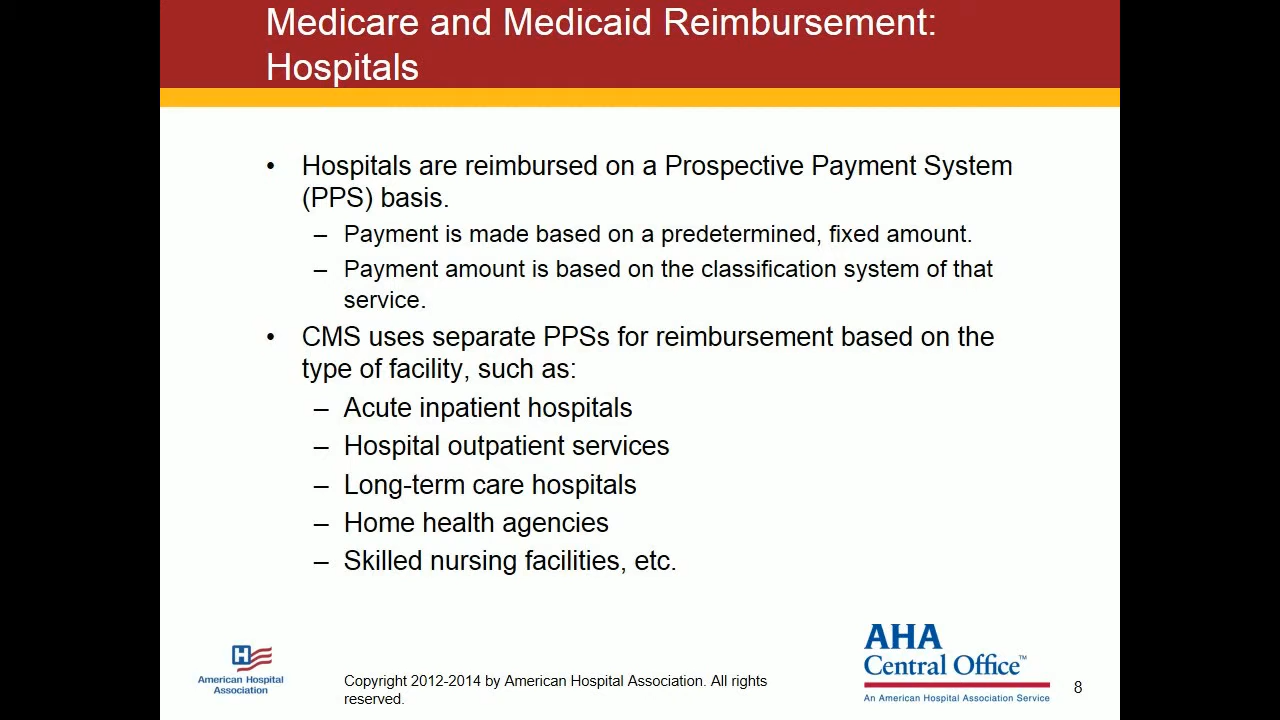 Medicare and Medicaid Reimbursement:
Hospitals
• Hospitals are reimbursed on a Prospective Payment System
(PPS) basis.
– Payment is made based on a predetermined, fixed amount.
– Payment amount is based on the classification system of that
service.
• CMS uses separate PPSs for reimbursement based on the
type of facility, such as:
– Acute inpatient hospitals
– Hospital outpatient services
– Long-term care hospitals
– Home health agencies
– Skilled nursing facilities, etc.
H
American Hospital
Association
Copyright 2012-2014 by American Hospital Association. All rights
reserved.
AHA
Central Office™
An American Hospital Association Service
8